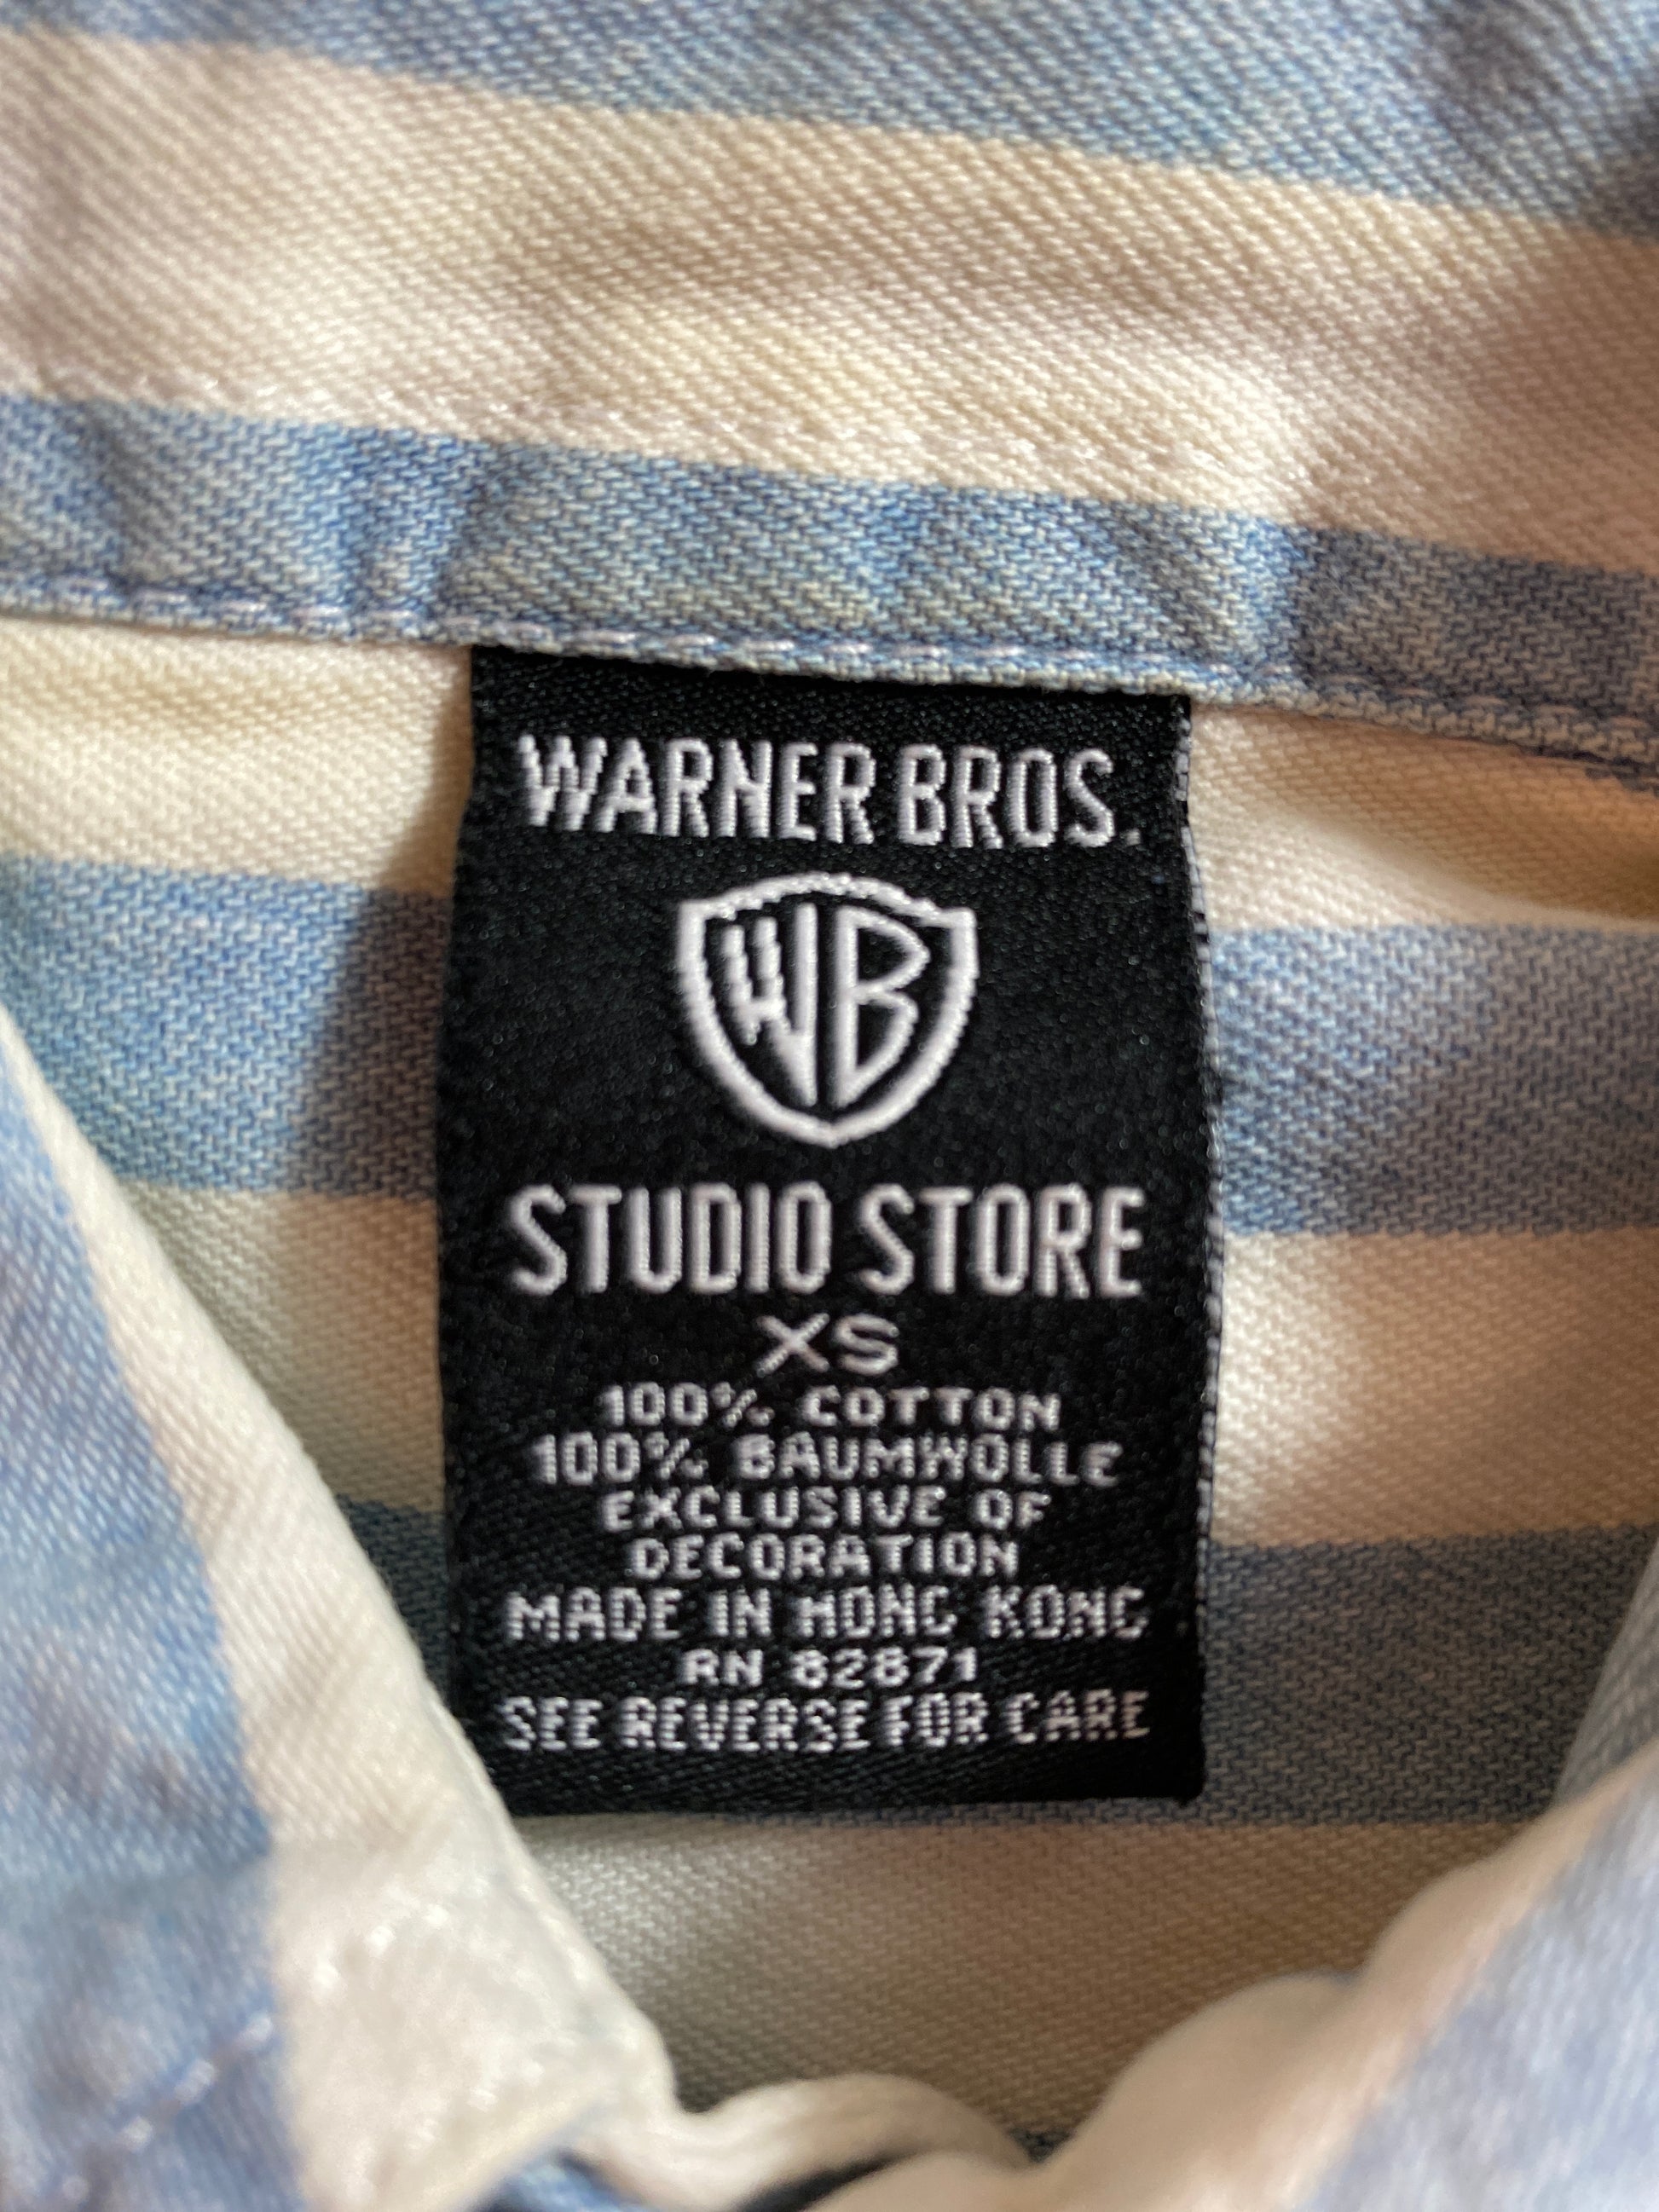 WARNER BROS.
WB
STUDIO STORE
XS
100% COTTON
100% BAUMWOLLE
EXCLUSIVE OF
DECORATION
MADE IN HONG KONG
RN 82871
SEE REVERSE FOR CARE